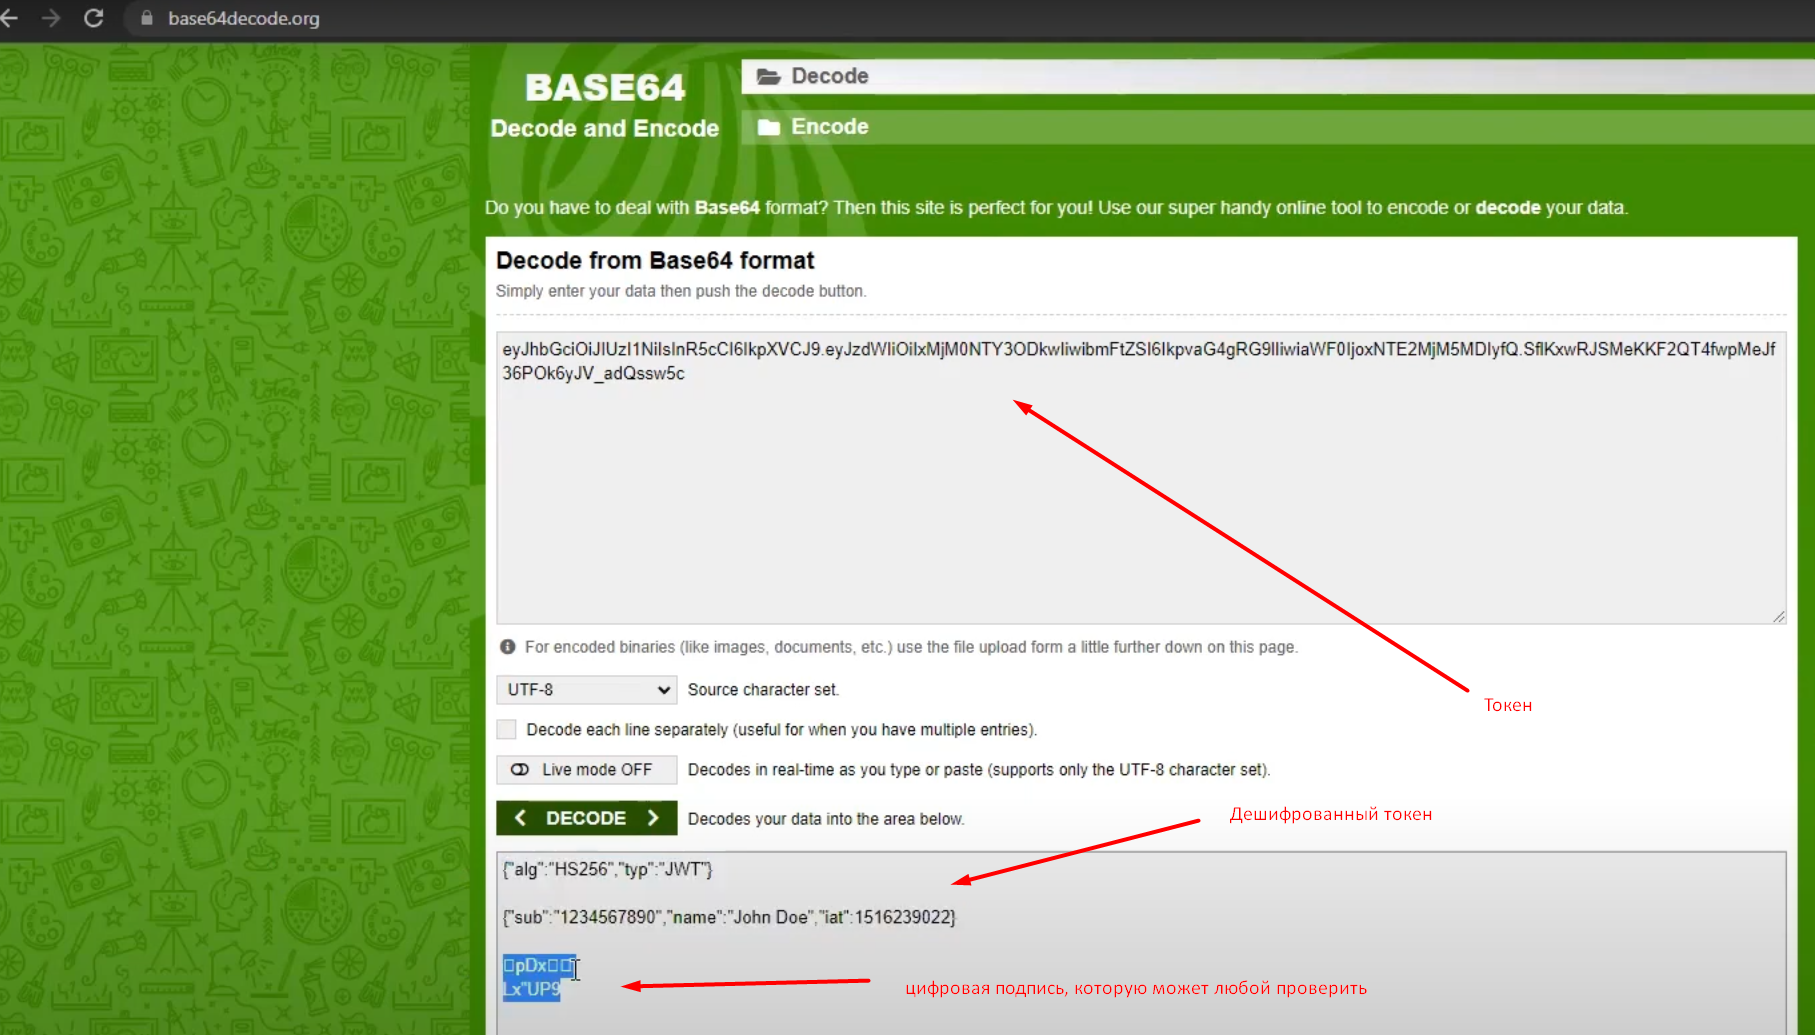 base64decode.org
BASE64
Decode and Encode
Decode
Encode
Do you have to deal with Base64 format? Then this site is perfect for you! Use our super handy online tool to encode or decode your data.
Decode from Base64 format
Simply enter your data then push the decode button.
eyJhbGciOiJIUzI1NiIsInR5cCI6IkpXVCJ9.eyJzdWIiOiIxMjM0NTY3ODkwIiwibmFtZSI6IkpvaG4gRG9lIiwiaWF0IjoxNTE2MjM5MDIyfQ.SflKxwRJSMeKKF2QT4fwpMeJf
36POk6yJV_adQssw5c
For encoded binaries (like images, documents, etc.) use the file upload form a little further down on this page.
UTF-8 Source character set.
Decode each line separately (useful for when you have multiple entries).
Live mode OFF Decodes in real-time as you type or paste (supports only the UTF-8 character set).
Токен
< DECODE > Decodes your data into the area below.
Дешифрованный токен
{"alg":"HS256","typ":"JWT"}
{"sub":"1234567890","name":"John Doe","iat":1516239022}
□pDx□□
Lx"UP9
цифровая подпись, которую может любой проверить